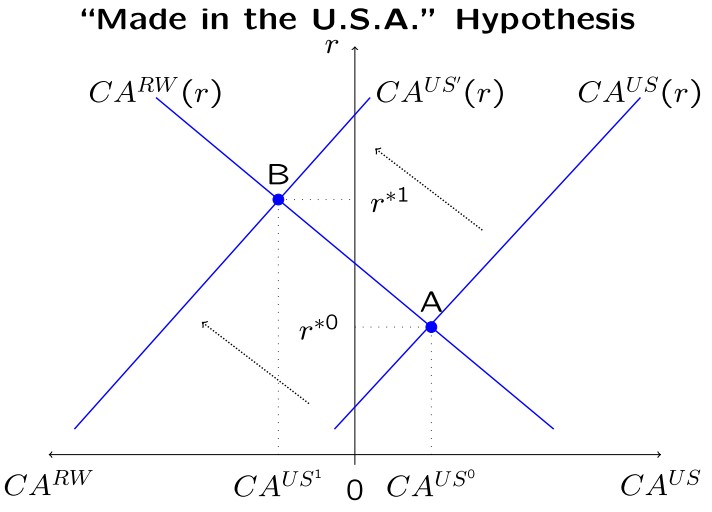 “Made in the U.S.A.” Hypothesis
r
CA^{RW}(r)
CA^{US'}(r)
CA^{US}(r)
B
r^{*1}
A
r^{*0}
CA^{RW}
CA^{US^1}
0
CA^{US^0}
CA^{US}